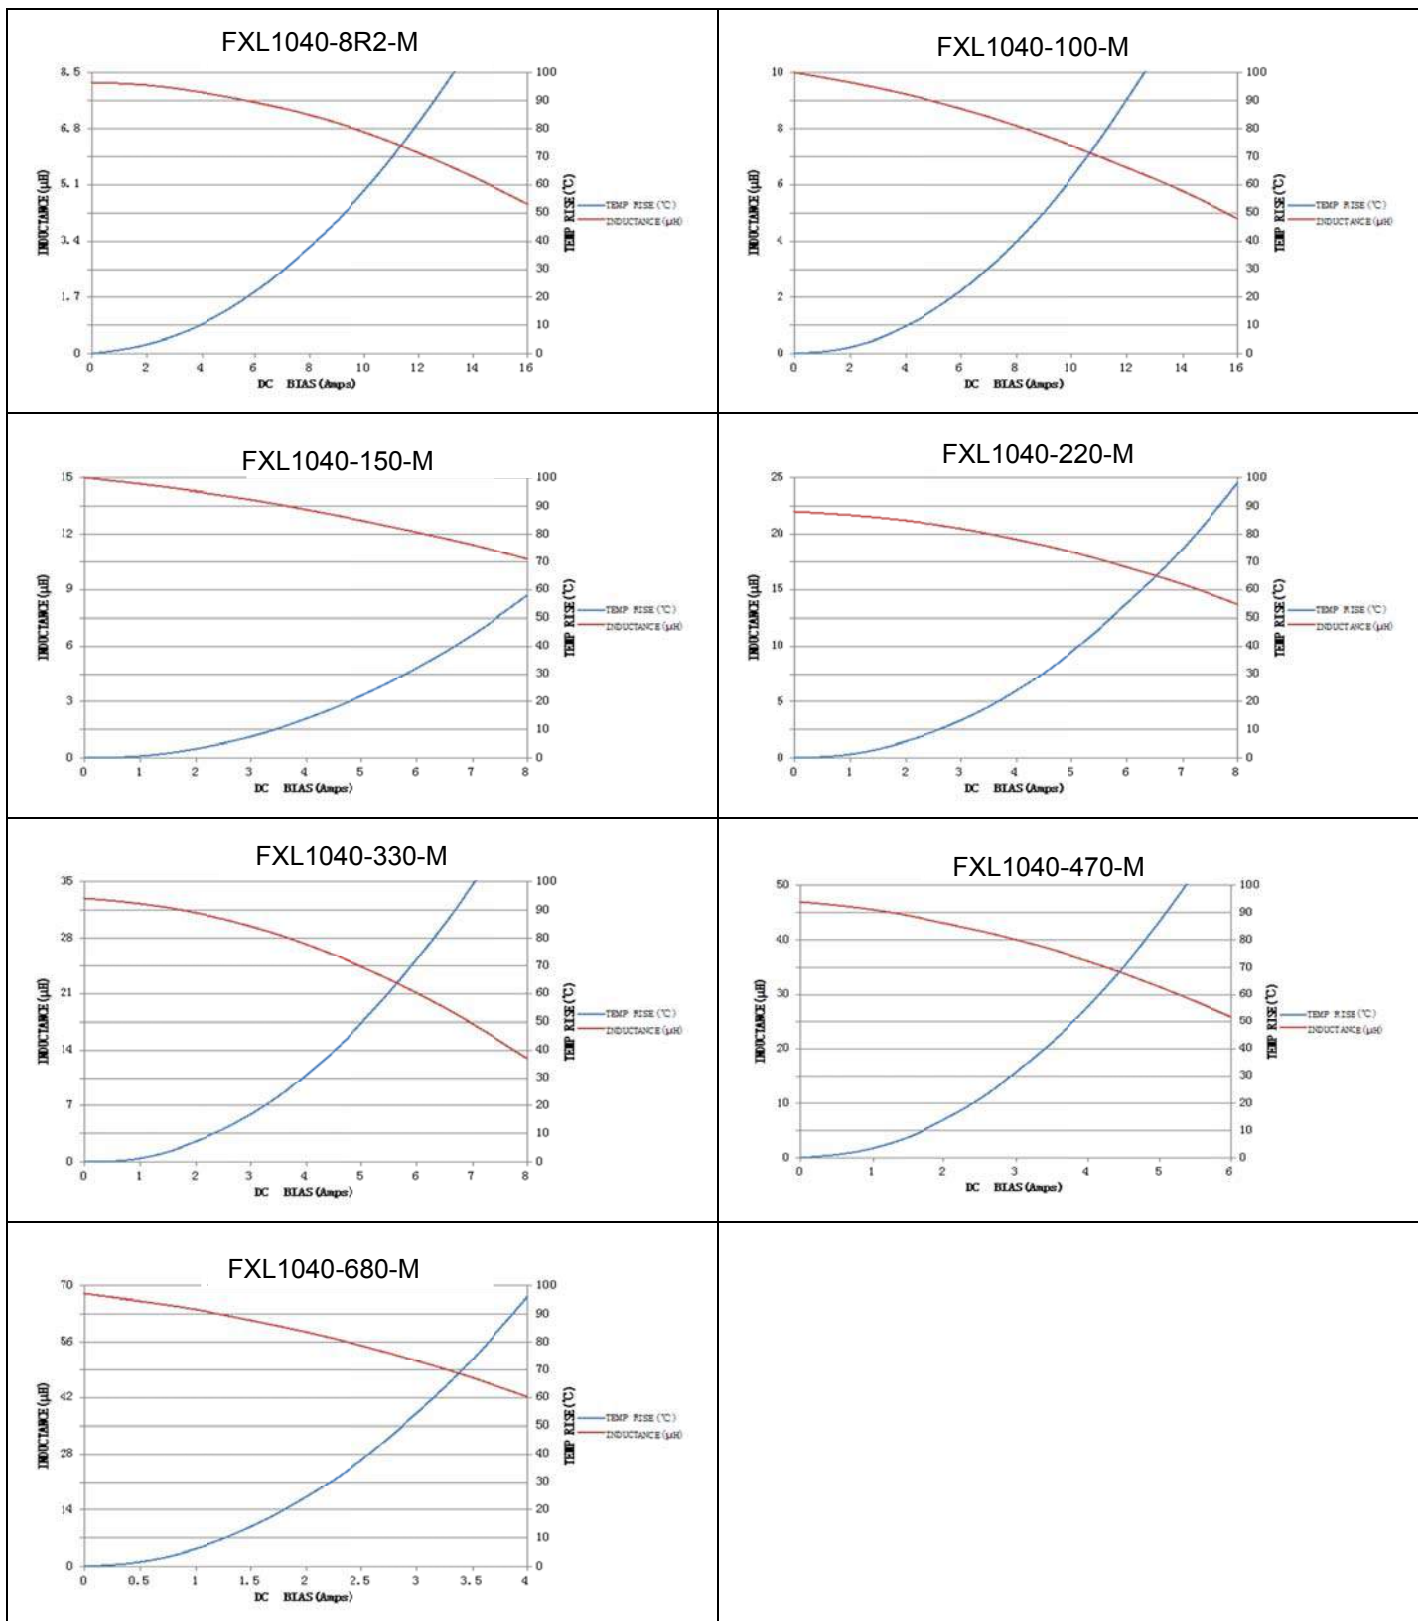 FXL1040-8R2-M
8.5 100
90
6.8 80
70
5.1 60
50
3.4 40
30
1.7 20
10
0 0
0 2 4 6 8 10 12 14 16
DC BIAS(Amps)
INDUCTANCE(μH)
TEMP RISE(℃)
TEMP RISE(℃)
INDUCTANCE(μH)
FXL1040-100-M
10 100
90
8 80
70
6 60
50
4 40
30
2 20
10
0 0
0 2 4 6 8 10 12 14 16
DC BIAS(Amps)
INDUCTANCE(μH)
TEMP RISE(℃)
TEMP RISE(℃)
INDUCTANCE(μH)
FXL1040-150-M
15 100
90
12 80
70
9 60
50
6 40
30
3 20
10
0 0
0 1 2 3 4 5 6 7 8
DC BIAS(Amps)
INDUCTANCE(μH)
TEMP RISE(℃)
TEMP RISE(℃)
INDUCTANCE(μH)
FXL1040-220-M
25 100
90
20 80
70
15 60
50
10 40
30
5 20
10
0 0
0 1 2 3 4 5 6 7 8
DC BIAS(Amps)
INDUCTANCE(μH)
TEMP RISE(℃)
TEMP RISE(℃)
INDUCTANCE(μH)
FXL1040-330-M
35 100
90
28 80
70
21 60
50
14 40
30
7 20
10
0 0
0 1 2 3 4 5 6 7 8
DC BIAS(Amps)
INDUCTANCE(μH)
TEMP RISE(℃)
TEMP RISE(℃)
INDUCTANCE(μH)
FXL1040-470-M
50 100
90
40 80
70
30 60
50
20 40
30
10 20
10
0 0
0 1 2 3 4 5 6
DC BIAS(Amps)
INDUCTANCE(μH)
TEMP RISE(℃)
TEMP RISE(℃)
INDUCTANCE(μH)
FXL1040-680-M
70 100
90
56 80
70
42 60
50
28 40
30
14 20
10
0 0
0 0.5 1 1.5 2 2.5 3 3.5 4
DC BIAS(Amps)
INDUCTANCE(μH)
TEMP RISE(℃)
TEMP RISE(℃)
INDUCTANCE(μH)